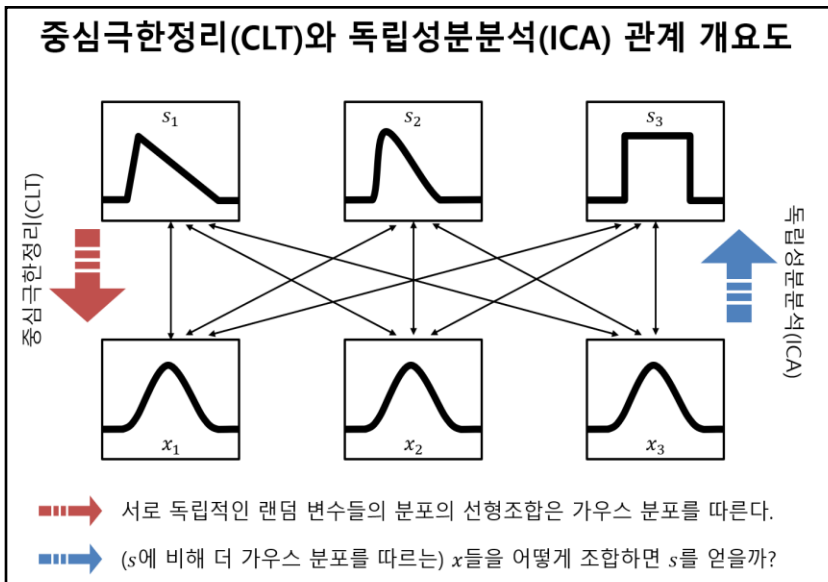 중심극한정리(CLT)와 독립성분분석(ICA) 관계 개요도
s₁
s₂
s₃
중심극한정리(CLT)
독립성분분석(ICA)
x₁
x₂
x₃
서로 독립적인 랜덤 변수들의 분포의 선형조합은 가우스 분포를 따른다.
(s에 비해 더 가우스 분포를 따르는) x들을 어떻게 조합하면 s를 얻을까?